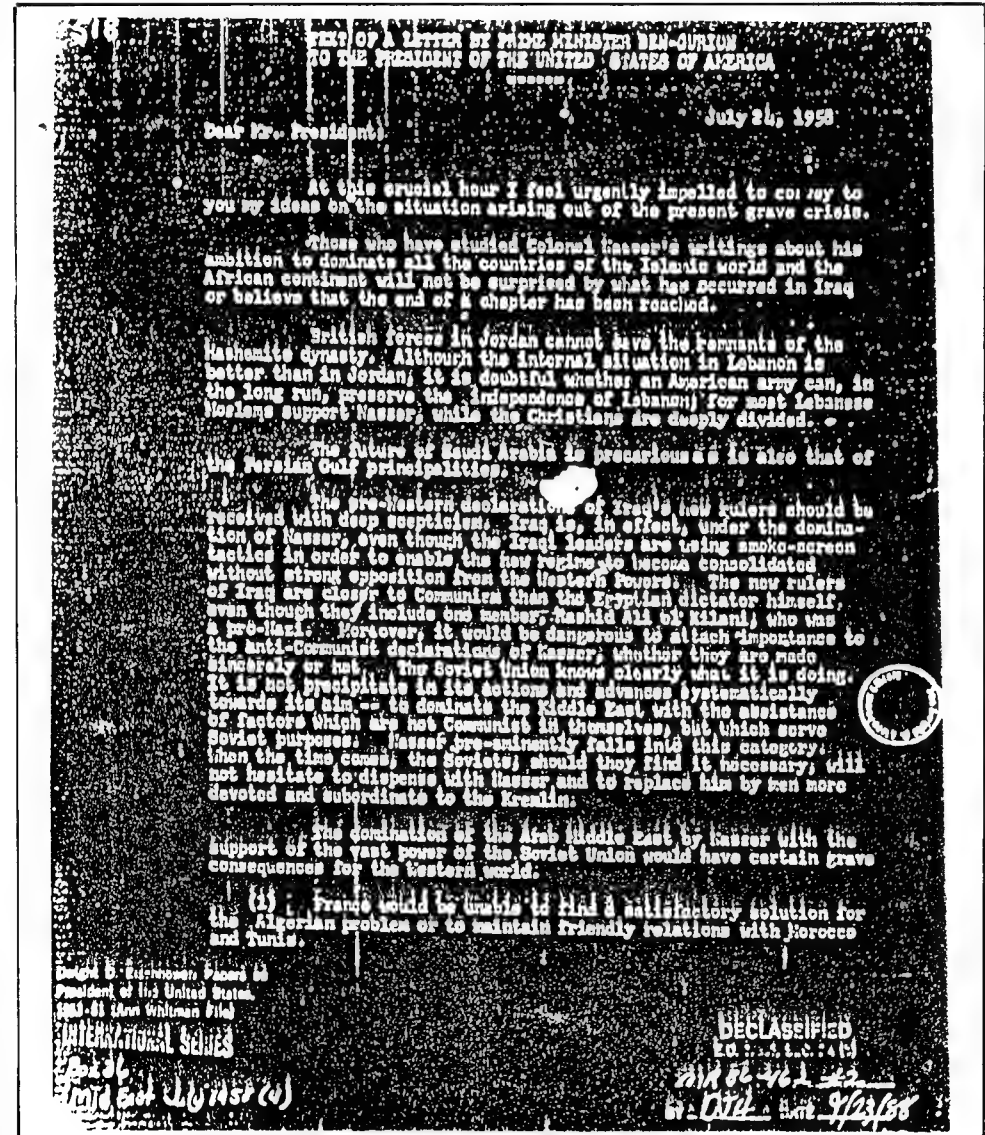 TEXT OF A LETTER BY PRIME MINISTER BEN-GURION
TO THE PRESIDENT OF THE UNITED STATES OF AMERICA
July 24, 1958
Dear Mr. President:
At this crucial hour I feel urgently impelled to convey to
you my ideas on the situation arising out of the present grave crisis.
Those who have studied Colonel Nasser's writings about his
ambition to dominate all the countries of the Islamic world and the
African continent will not be surprised by what has occurred in Iraq
or believe that the end of a chapter has been reached.
British forces in Jordan cannot save the remnants of the
Hashemite dynasty. Although the internal situation in Lebanon is
better than in Jordan, it is doubtful whether an American army can, in
the long run, preserve the independence of Lebanon; for most Lebanese
Moslems support Nasser, while the Christians are deeply divided.
The future of Saudi Arabia is precarious as is also that of
the Persian Gulf principalities.
The pro-Western declarations of Iraq's new rulers should be
received with deep scepticism. Iraq is, in effect, under the domina-
tion of Nasser, even though the Iraqi leaders are using smoke-screen
tactics in order to enable the new regime to become consolidated
without strong opposition from the Western Powers. The new rulers
of Iraq are closer to Communism than the Egyptian dictator himself,
even though they include one member, Rashid Ali el Kilani, who was
a pro-Nazi. Moreover, it would be dangerous to attach importance to
the anti-Communist declarations of Nasser, whether they are made
sincerely or not. The Soviet Union knows clearly what it is doing.
It is not precipitate in its actions and advances systematically
towards its aim -- to dominate the Middle East with the assistance
of factors which are not Communist in themselves, but which serve
Soviet purposes. Nasser pre-eminently falls into this category.
When the time comes, the Soviets, should they find it necessary, will
not hesitate to dispense with Nasser and to replace him by men more
devoted and subordinate to the Kremlin.
The domination of the Arab Middle East by Nasser with the
support of the vast power of the Soviet Union would have certain grave
consequences for the Western world.
(1) France would be unable to find a satisfactory solution for
the Algerian problem or to maintain friendly relations with Morocco
and Tunis.
Dwight D. Eisenhower: Papers as
President of the United States,
1953-61 (Ann Whitman File)
INTERNATIONAL SERIES
Box 36
Mid East July 1958 (4)
DECLASSIFIED
E.O.
MR 86-462 #2
BY DJH DATE 9/23/88